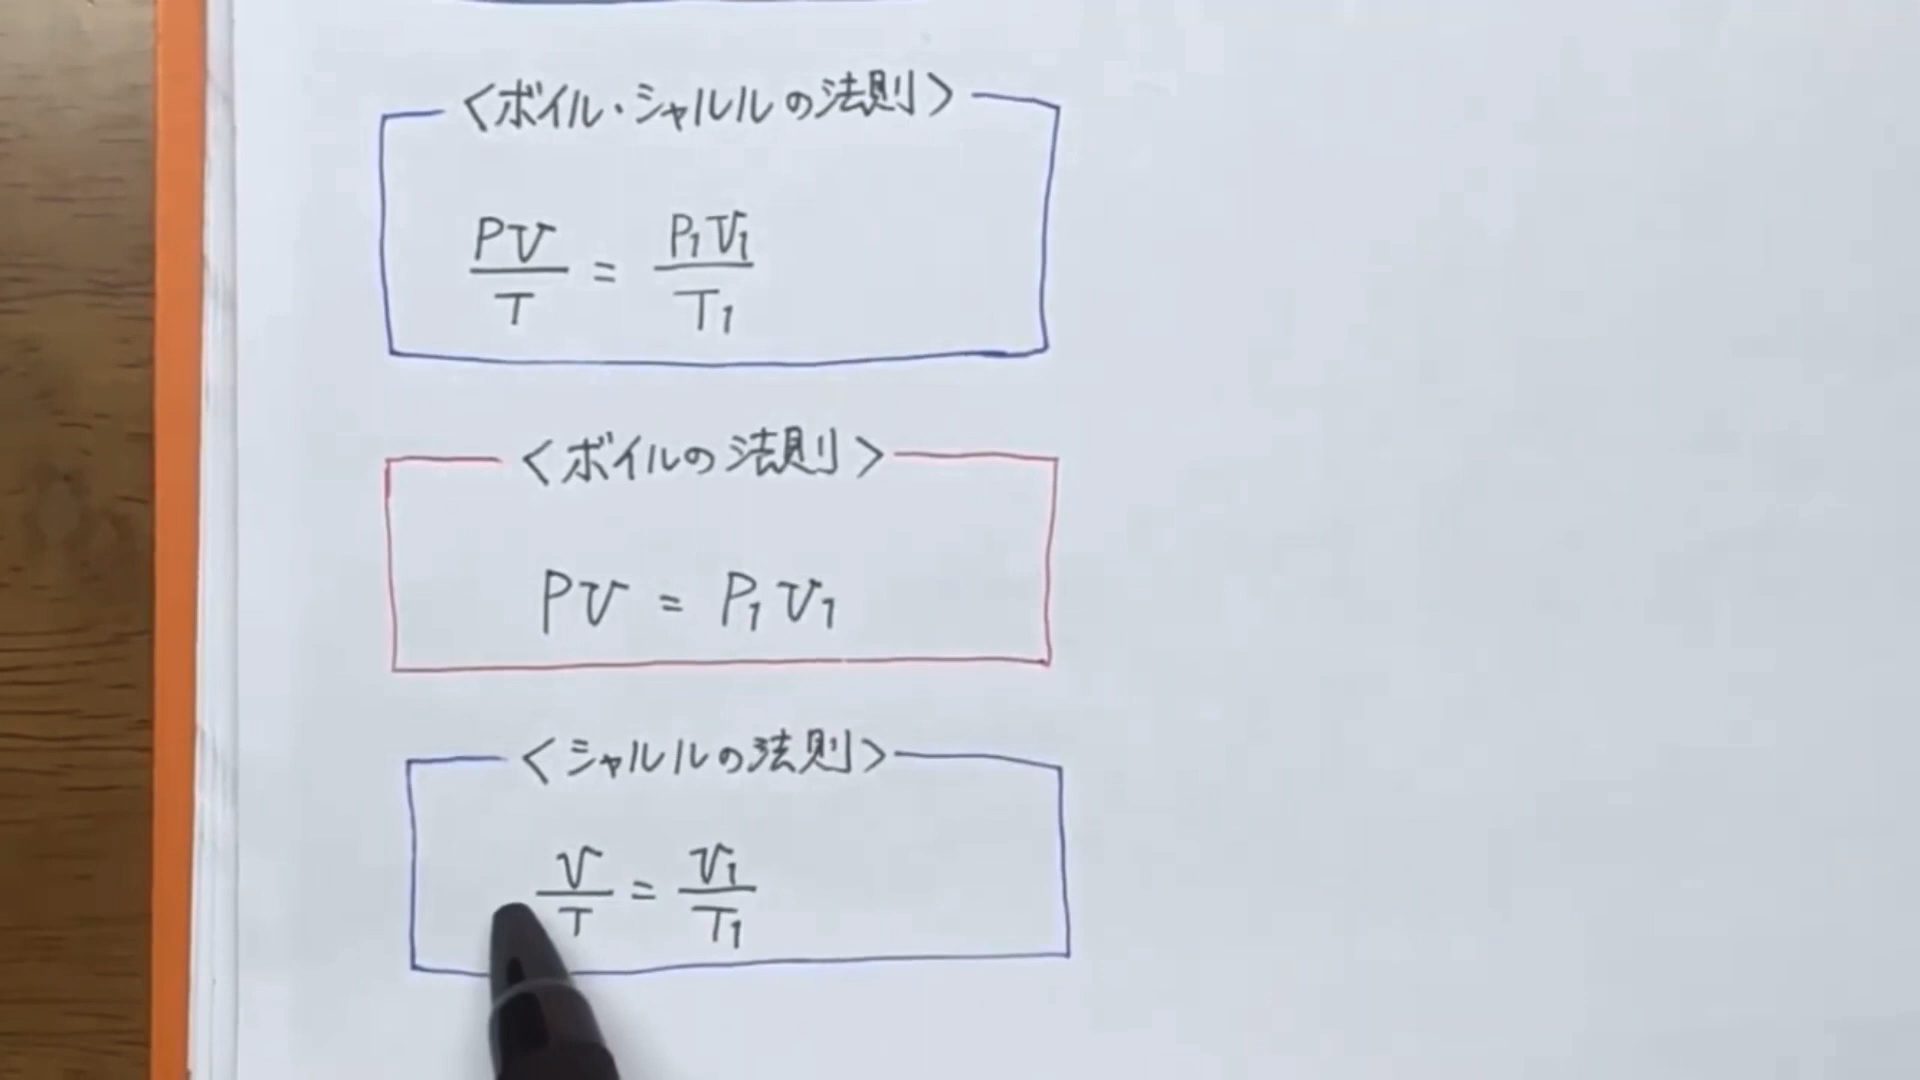 <ボイル・シャルルの法則>
PV/T = P₁V₁/T₁
<ボイルの法則>
PV = P₁V₁
<シャルルの法則>
V/T = V₁/T₁